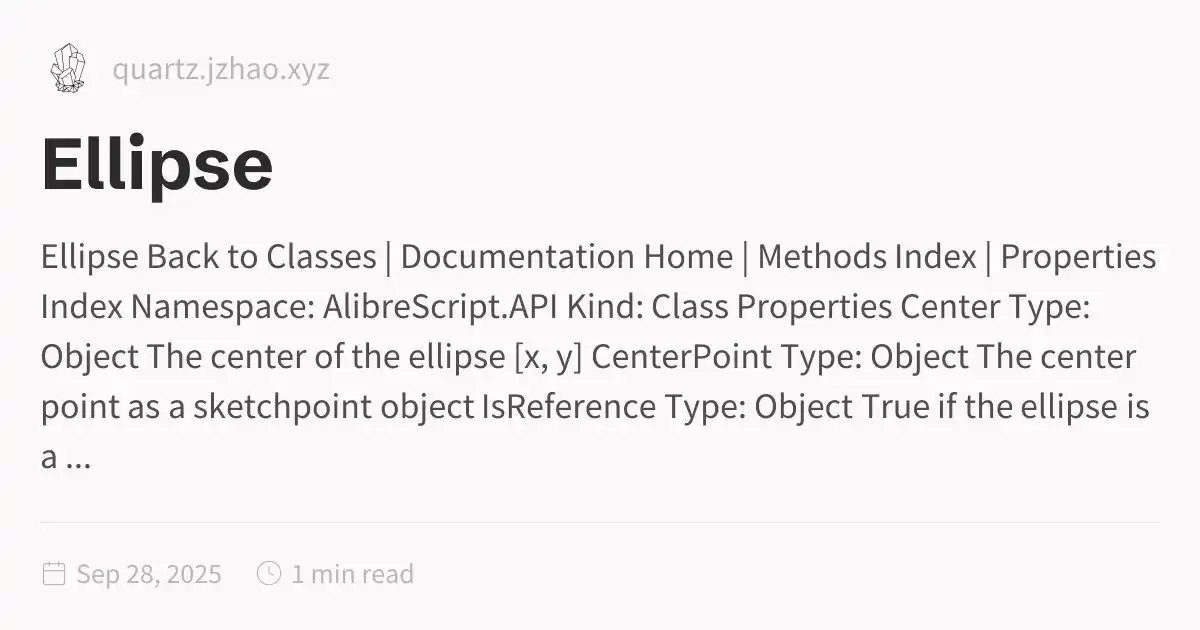 quartz.jzhao.xyz
Ellipse
Ellipse Back to Classes | Documentation Home | Methods Index | Properties
Index Namespace: AlibreScript.API Kind: Class Properties Center Type:
Object The center of the ellipse [x, y] CenterPoint Type: Object The center
point as a sketchpoint object IsReference Type: Object True if the ellipse is
a ...
Sep 28, 2025 1 min read